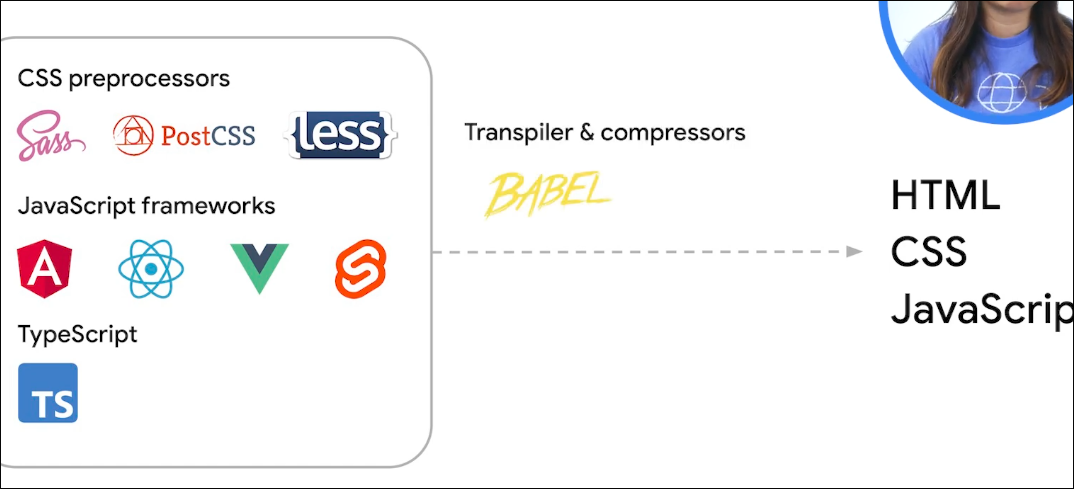 CSS preprocessors
Sass
PostCSS
{less}
JavaScript frameworks
A
TypeScript
TS
Transpiler & compressors
BABEL
HTML
CSS
JavaScrip